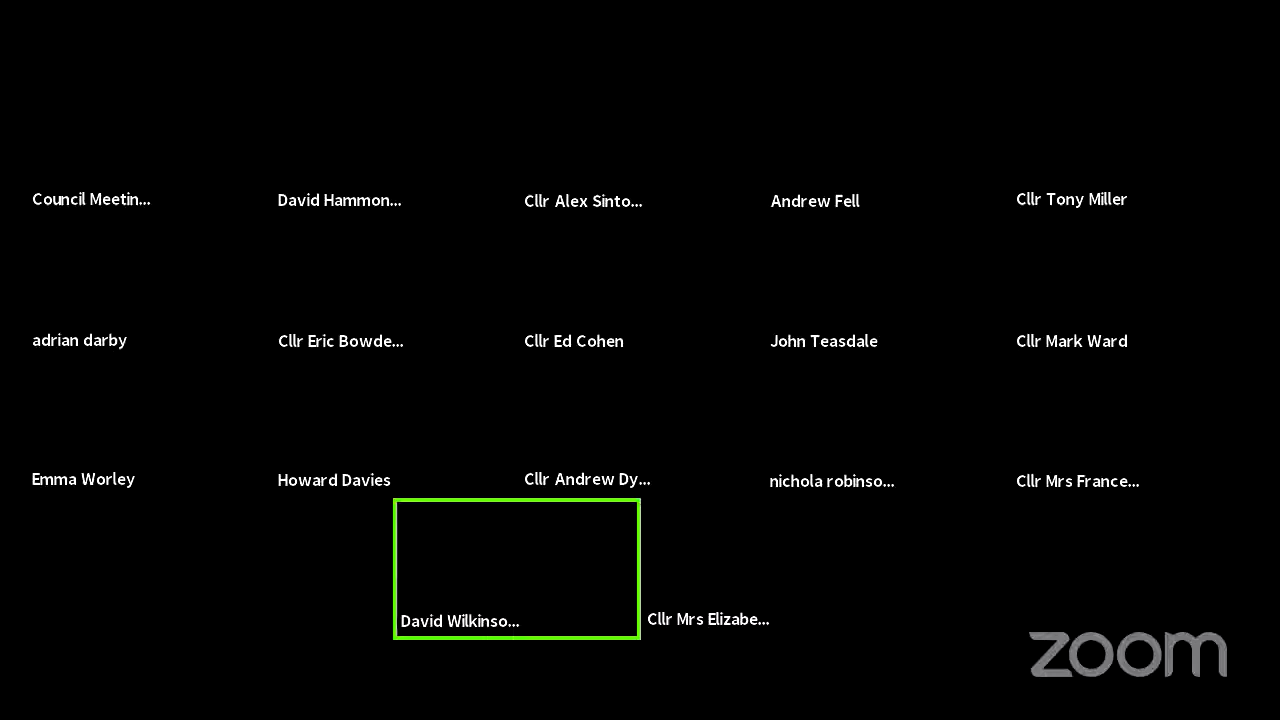 Council Meetin...
David Hammon...
Cllr Alex Sinto...
Andrew Fell
Cllr Tony Miller
adrian darby
Cllr Eric Bowde...
Cllr Ed Cohen
John Teasdale
Cllr Mark Ward
Emma Worley
Howard Davies
Cllr Andrew Dy...
nichola robinso...
Cllr Mrs France...
David Wilkinso...
Cllr Mrs Elizabe...
zoom